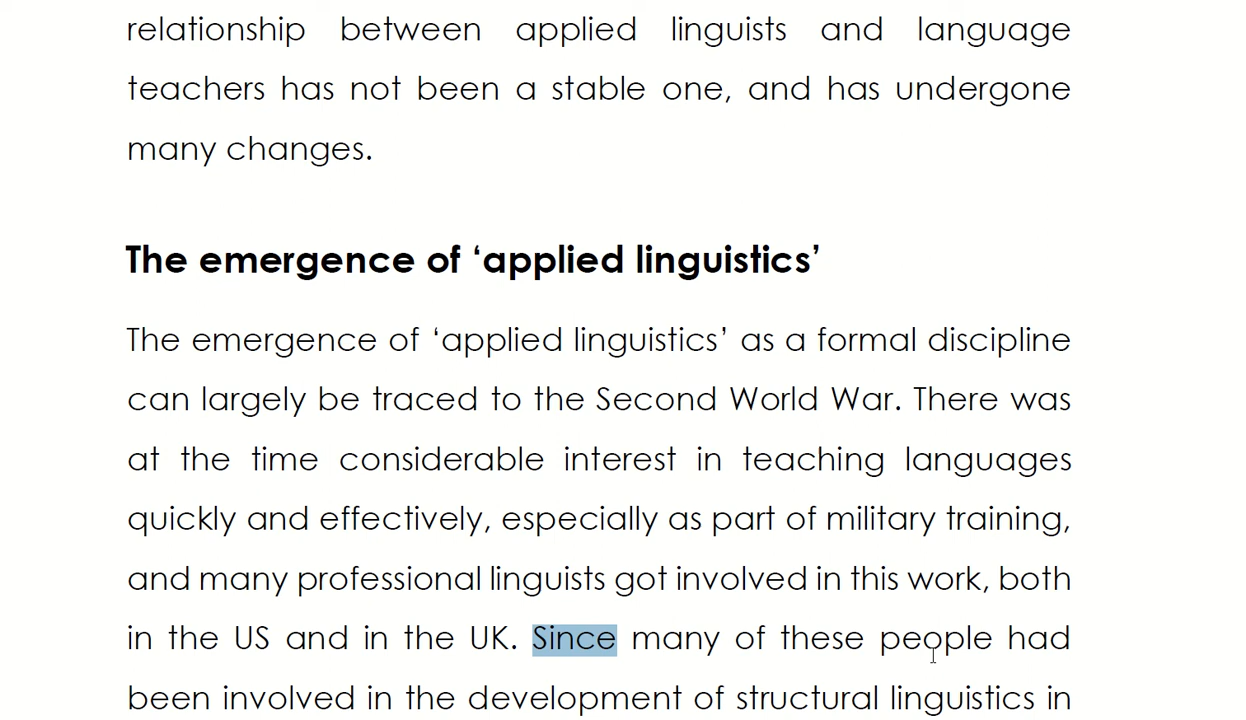 relationship between applied linguists and language
teachers has not been a stable one, and has undergone
many changes.
The emergence of ‘applied linguistics’
The emergence of ‘applied linguistics’ as a formal discipline
can largely be traced to the Second World War. There was
at the time considerable interest in teaching languages
quickly and effectively, especially as part of military training,
and many professional linguists got involved in this work, both
in the US and in the UK. Since many of these people had
been involved in the development of structural linguistics in